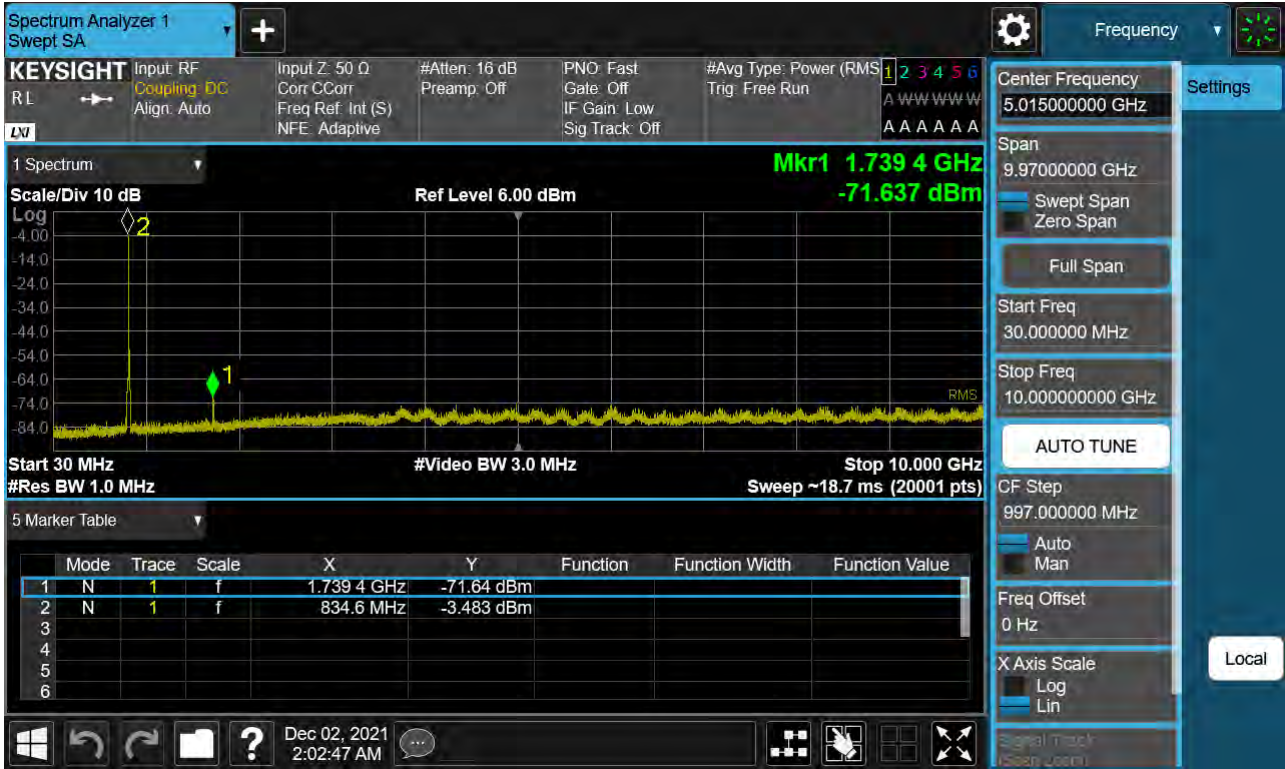 Spectrum Analyzer 1
Swept SA
+
Frequency
KEYSIGHT
RL
LXI
Input: RF
Coupling: DC
Align: Auto
Input Z: 50 Ω
Corr CCorr
Freq Ref: Int (S)
NFE: Adaptive
#Atten: 16 dB
Preamp: Off
PNO: Fast
Gate: Off
IF Gain: Low
Sig Track: Off
#Avg Type: Power (RMS
Trig: Free Run
1 2 3 4 5 6
A W W W W W
A A A A A A
1 Spectrum
Mkr1 1.739 4 GHz
Scale/Div 10 dB
Ref Level 6.00 dBm
-71.637 dBm
Log
2
-4.00
-14.0
-24.0
-34.0
-44.0
-54.0
-64.0
1
-74.0
RMS
-84.0
Start 30 MHz
#Video BW 3.0 MHz
Stop 10.000 GHz
#Res BW 1.0 MHz
Sweep ~18.7 ms (20001 pts)
5 Marker Table
Mode Trace Scale X Y Function Function Width Function Value
1 N 1 f 1.739 4 GHz -71.64 dBm
2 N 1 f 834.6 MHz -3.483 dBm
3
4
5
6
?
Dec 02, 2021
2:02:47 AM
Center Frequency
5.015000000 GHz
Settings
Span
9.97000000 GHz
Swept Span
Zero Span
Full Span
Start Freq
30.000000 MHz
Stop Freq
10.000000000 GHz
AUTO TUNE
CF Step
997.000000 MHz
Auto
Man
Freq Offset
0 Hz
X Axis Scale
Log
Lin
Local
Signal Track
(Span Zoom)